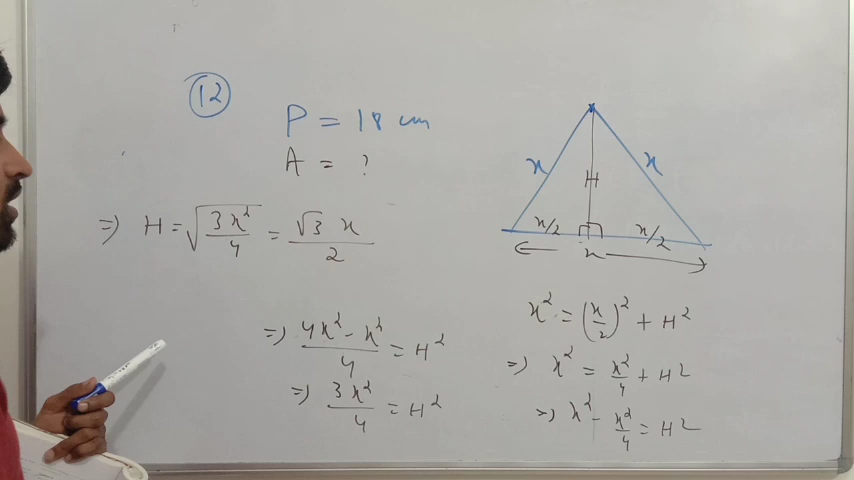 12
P = 18 cm
A = ?
⇒ H = √(3x²/4) = √3 x / 2
⇒ (4x² - x²)/4 = H²
⇒ 3x²/4 = H²
x
x
H
x/2
x/2
x
x² = (x/2)² + H²
⇒ x² = x²/4 + H²
⇒ x² - x²/4 = H²